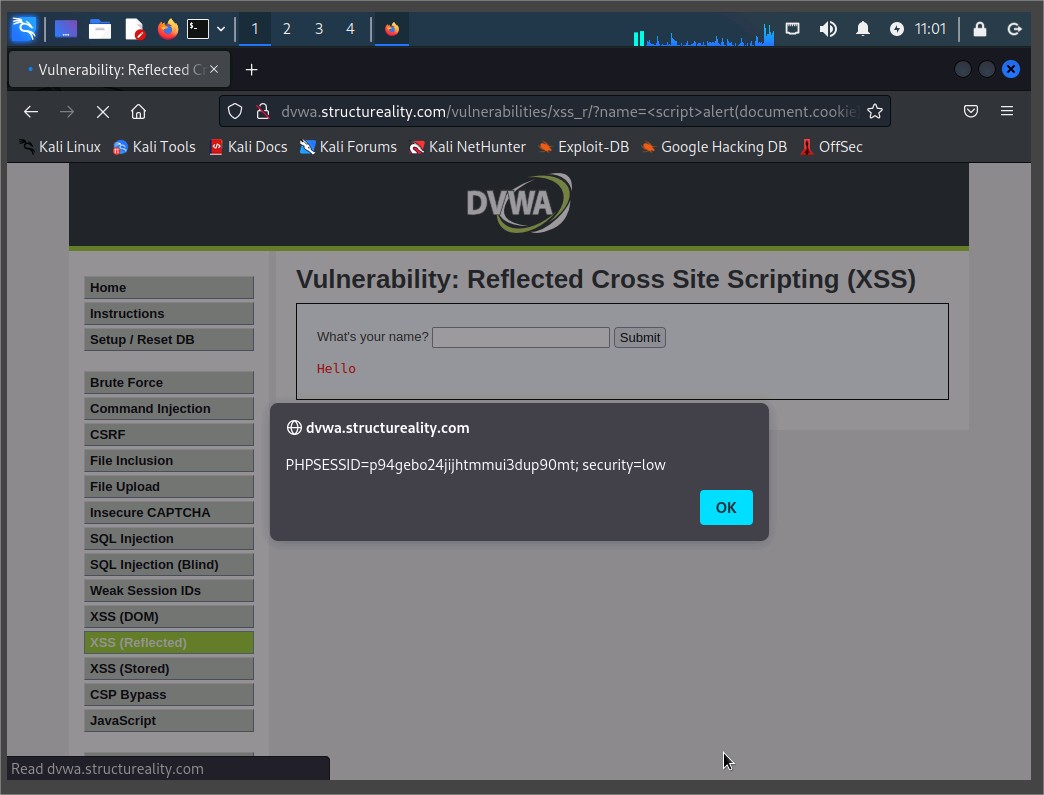 1 2 3 4 11:01
Vulnerability: Reflected C
dvwa.structureality.com/vulnerabilities/xss_r/?name=<script>alert(document.cookie)
Kali Linux Kali Tools Kali Docs Kali Forums Kali NetHunter Exploit-DB Google Hacking DB OffSec
DVWA
Vulnerability: Reflected Cross Site Scripting (XSS)
What's your name? Submit
Hello
Home
Instructions
Setup / Reset DB
Brute Force
Command Injection
CSRF
File Inclusion
File Upload
Insecure CAPTCHA
SQL Injection
SQL Injection (Blind)
Weak Session IDs
XSS (DOM)
XSS (Reflected)
XSS (Stored)
CSP Bypass
JavaScript
dvwa.structureality.com
PHPSESSID=p94gebo24jijhtmmui3dup90mt; security=low
OK
Read dvwa.structureality.com